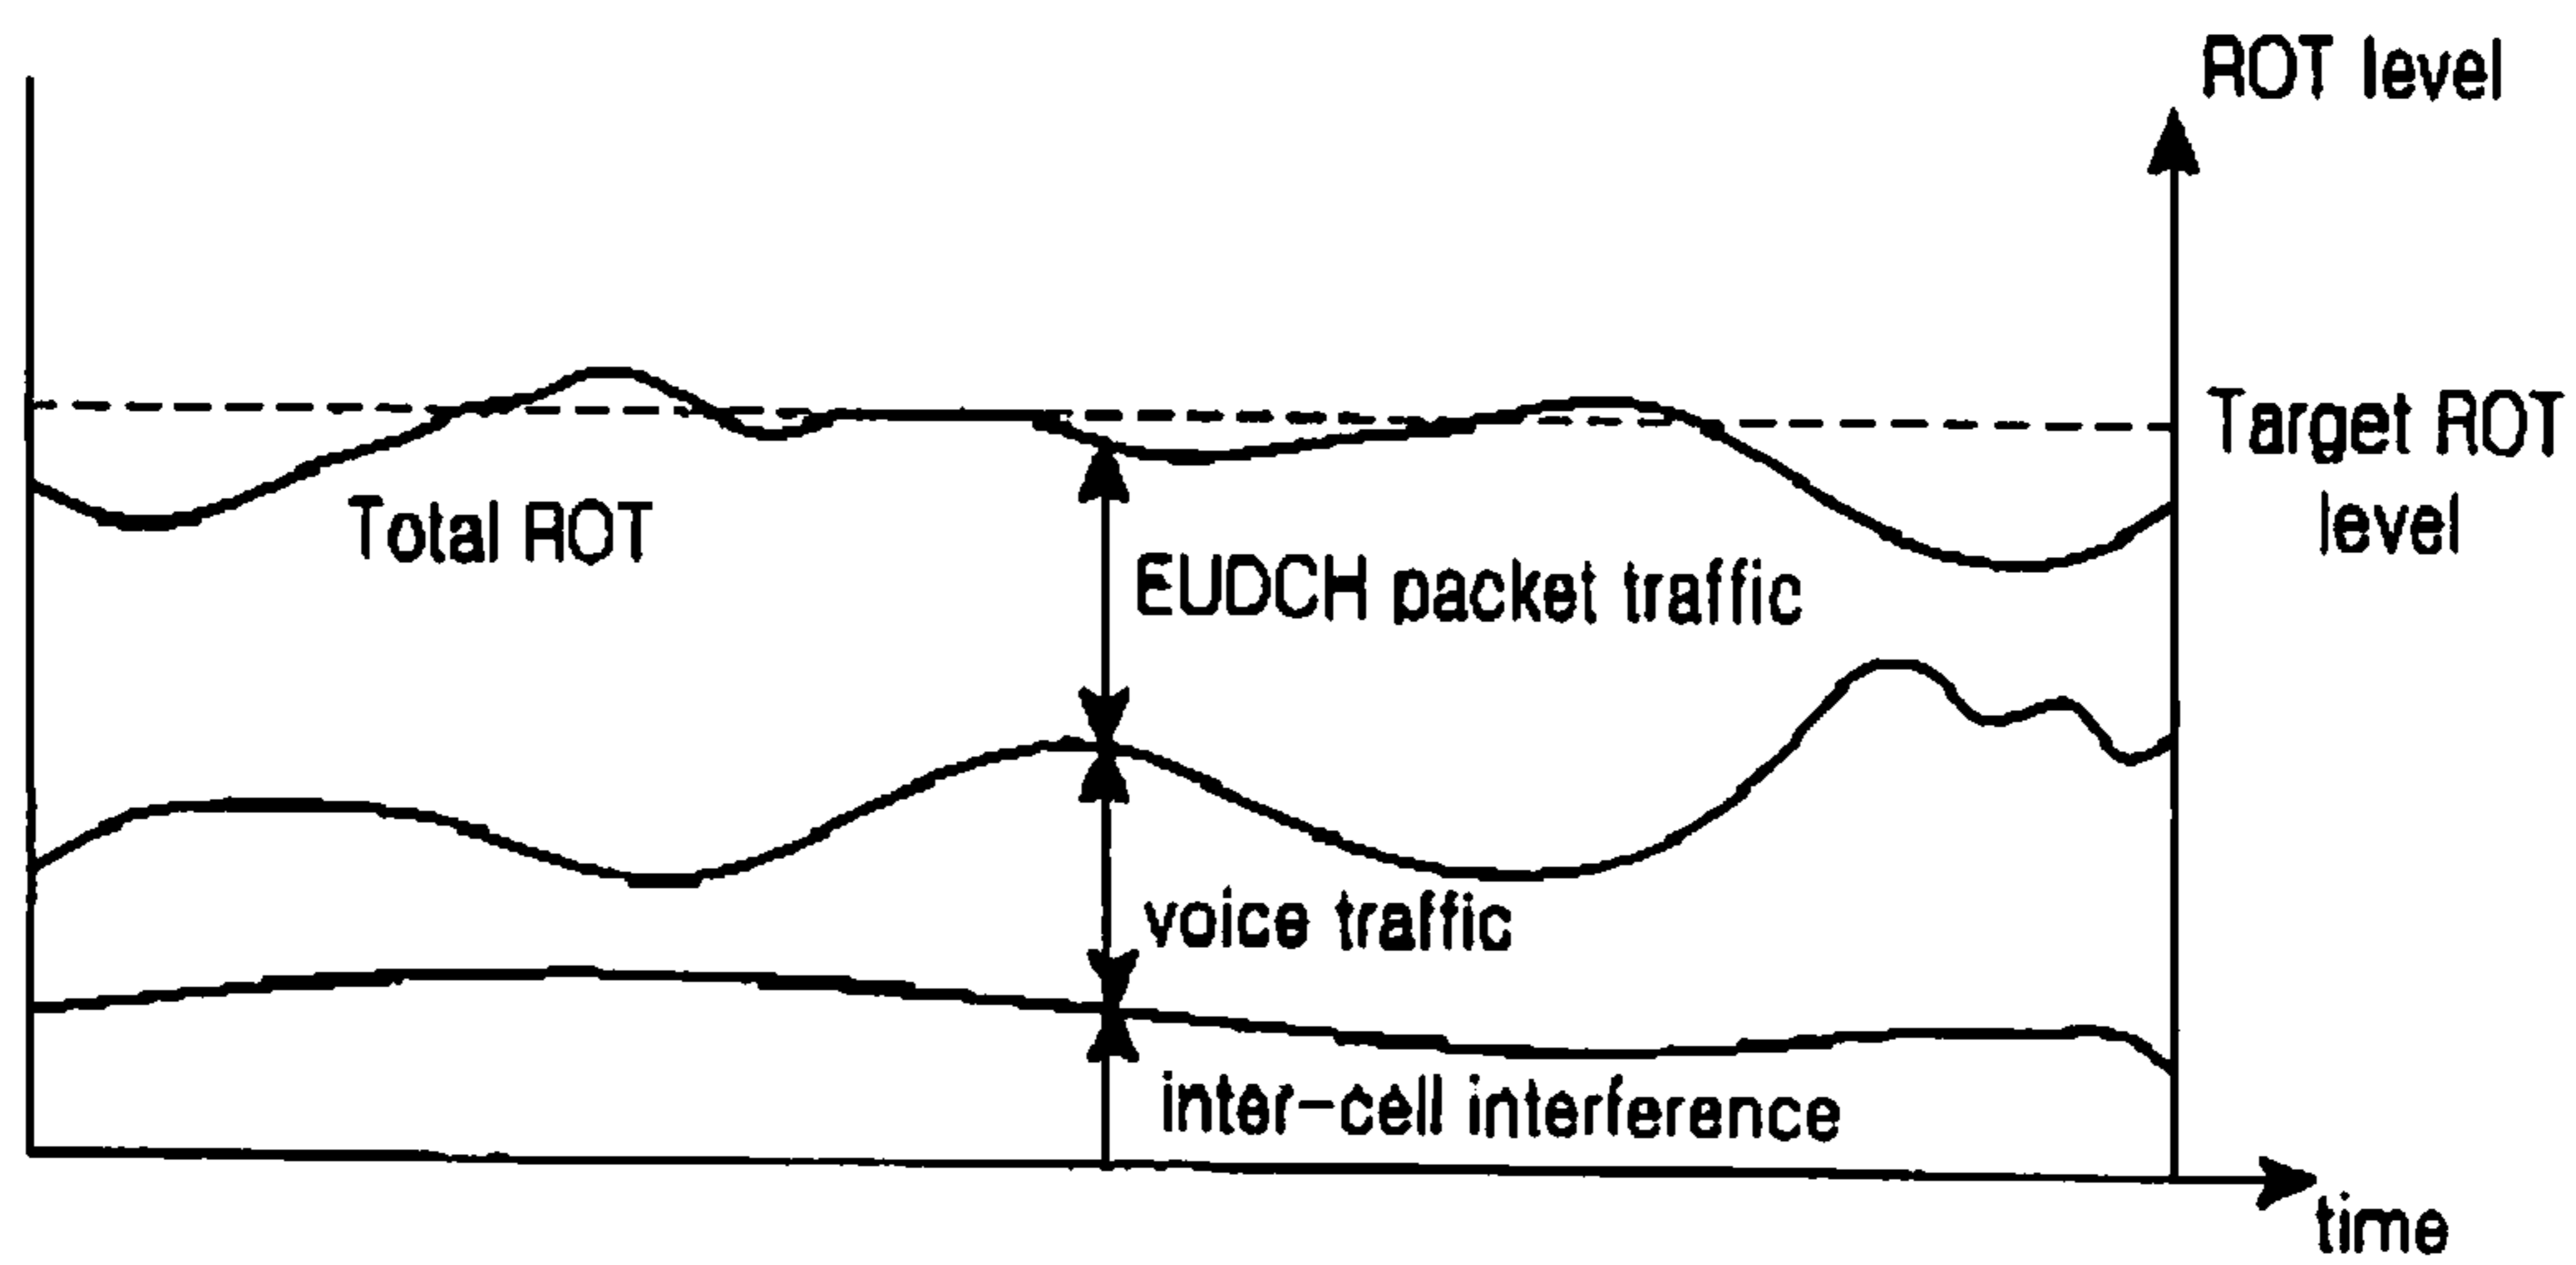 ROT level
Target ROT
level
Total ROT
EUDCH packet traffic
voice traffic
inter-cell interference
time